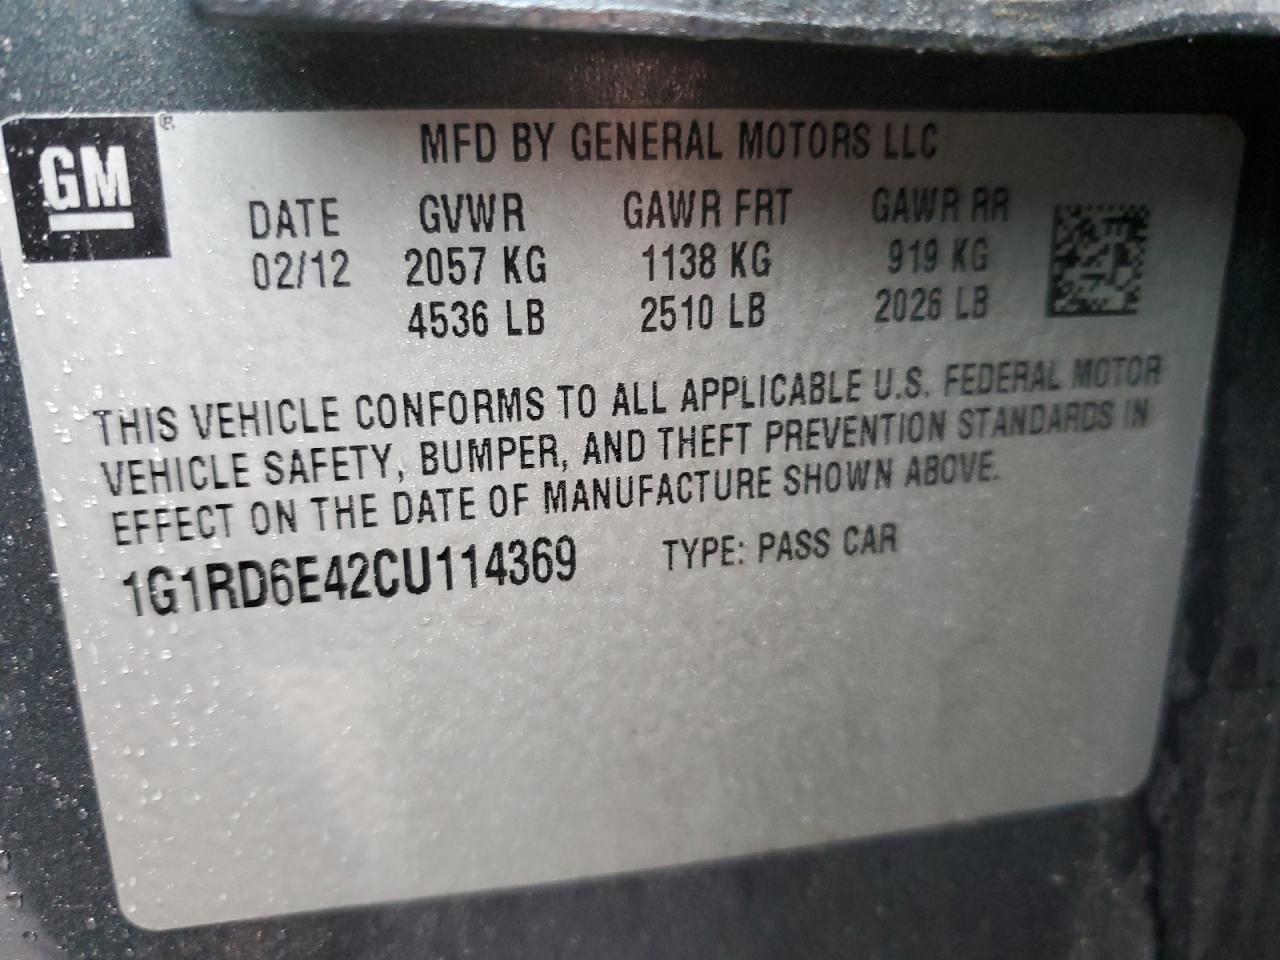 GM
MFD BY GENERAL MOTORS LLC
DATE GVWR GAWR FRT GAWR RR
02/12 2057 KG 1138 KG 919 KG
4536 LB 2510 LB 2026 LB
THIS VEHICLE CONFORMS TO ALL APPLICABLE U.S. FEDERAL MOTOR
VEHICLE SAFETY, BUMPER, AND THEFT PREVENTION STANDARDS IN
EFFECT ON THE DATE OF MANUFACTURE SHOWN ABOVE.
1G1RD6E42CU114369 TYPE: PASS CAR